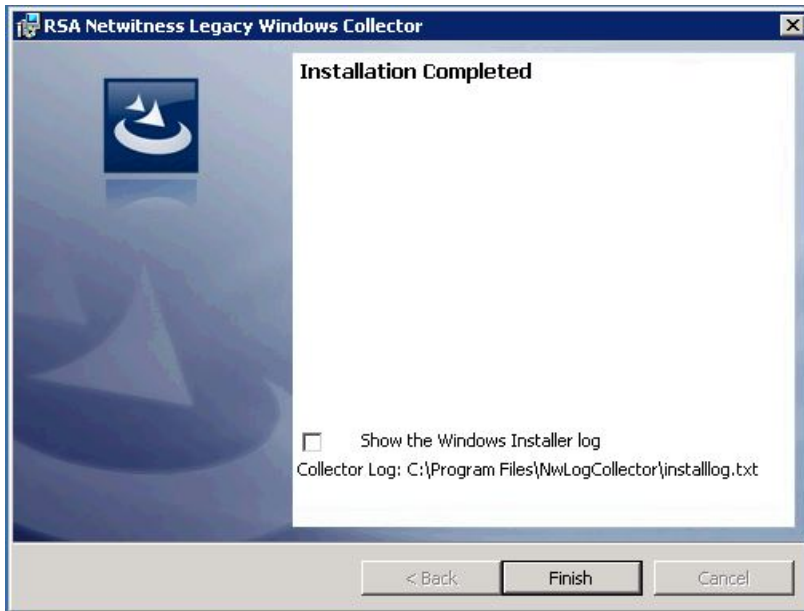 RSA Netwitness Legacy Windows Collector
Installation Completed
Show the Windows Installer log
Collector Log: C:\Program Files\NwLogCollector\installlog.txt
< Back
Finish
Cancel